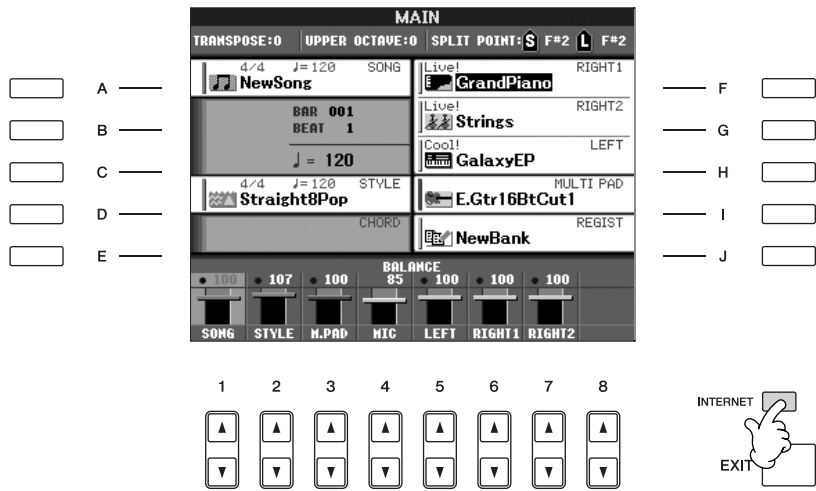 MAIN
TRANSPOSE:0 UPPER OCTAVE:0 SPLIT POINT: S F#2 L F#2
4/4 ♩=120 SONG
NewSong
Live! RIGHT1
GrandPiano
BAR 001
BEAT 1
♩= 120
Live! RIGHT2
Strings
Cool! LEFT
GalaxyEP
4/4 ♩=120 STYLE
Straight8Pop
MULTI PAD
E.Gtr16BtCut1
CHORD
REGIST
NewBank
BALANCE
100 107 100 85 100 100 100
SONG STYLE M.PAD MIC LEFT RIGHT1 RIGHT2
A
B
C
D
E
F
G
H
I
J
1 2 3 4 5 6 7 8
INTERNET
EXIT